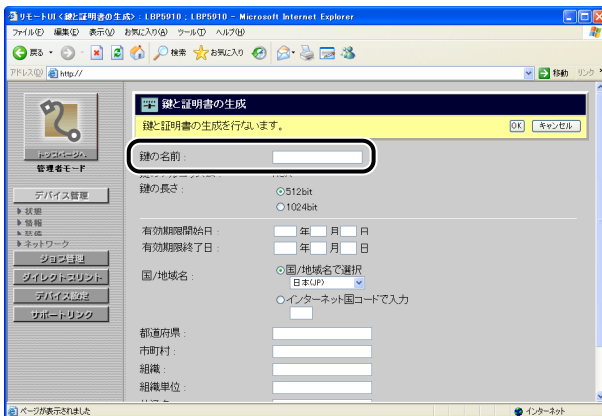 リモートUI <鍵と証明書の生成> : LBP5910 ; LBP5910 - Microsoft Internet Explorer
ファイル(F) 編集(E) 表示(V) お気に入り(A) ツール(T) ヘルプ(H)
戻る 検索 お気に入り
アドレス(D) http:// 移動 リンク
鍵と証明書の生成
鍵と証明書の生成を行ないます。 OK キャンセル
トップページへ
管理者モード
デバイス管理
状態
情報
ネットワーク
ジョブ管理
ダイレクトプリント
デバイス設定
サポートリンク
鍵の名前 :
鍵の長さ : 512bit
1024bit
有効期限開始日 : 年 月 日
有効期限終了日 : 年 月 日
国/地域名 : 国/地域名で選択
日本(JP)
インターネット国コードで入力
都道府県 :
市町村 :
組織 :
組織単位 :
ページが表示されました インターネット